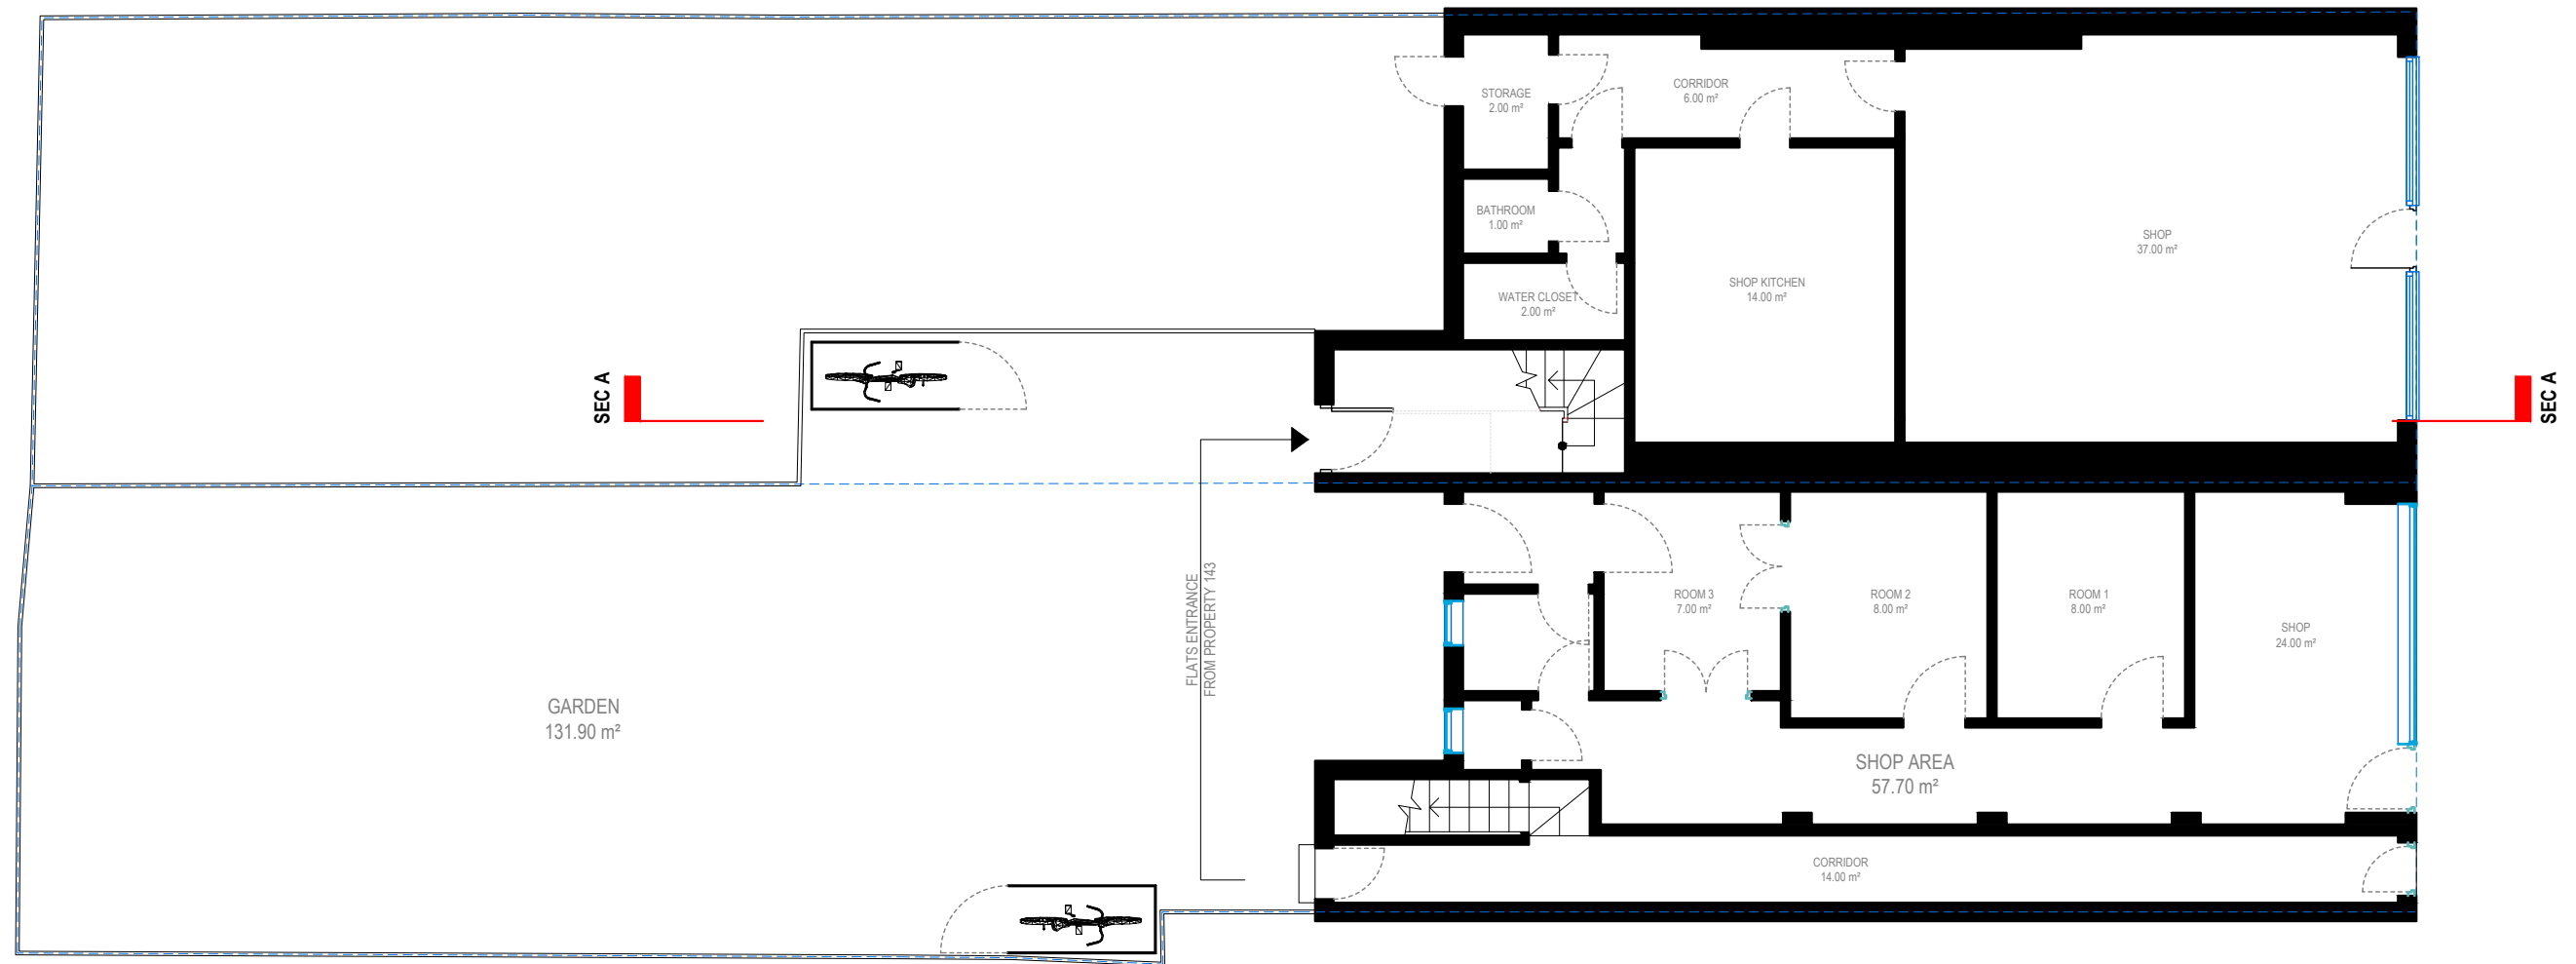 STORAGE
2.00 m²
CORRIDOR
6.00 m²
BATHROOM
1.00 m²
WATER CLOSET
2.00 m²
SHOP KITCHEN
14.00 m²
SHOP
37.00 m²
SEC A
SEC A
FLATS ENTRANCE
FROM PROPERTY 143
ROOM 3
7.00 m²
ROOM 2
8.00 m²
ROOM 1
8.00 m²
SHOP
24.00 m²
GARDEN
131.90 m²
SHOP AREA
57.70 m²
CORRIDOR
14.00 m²